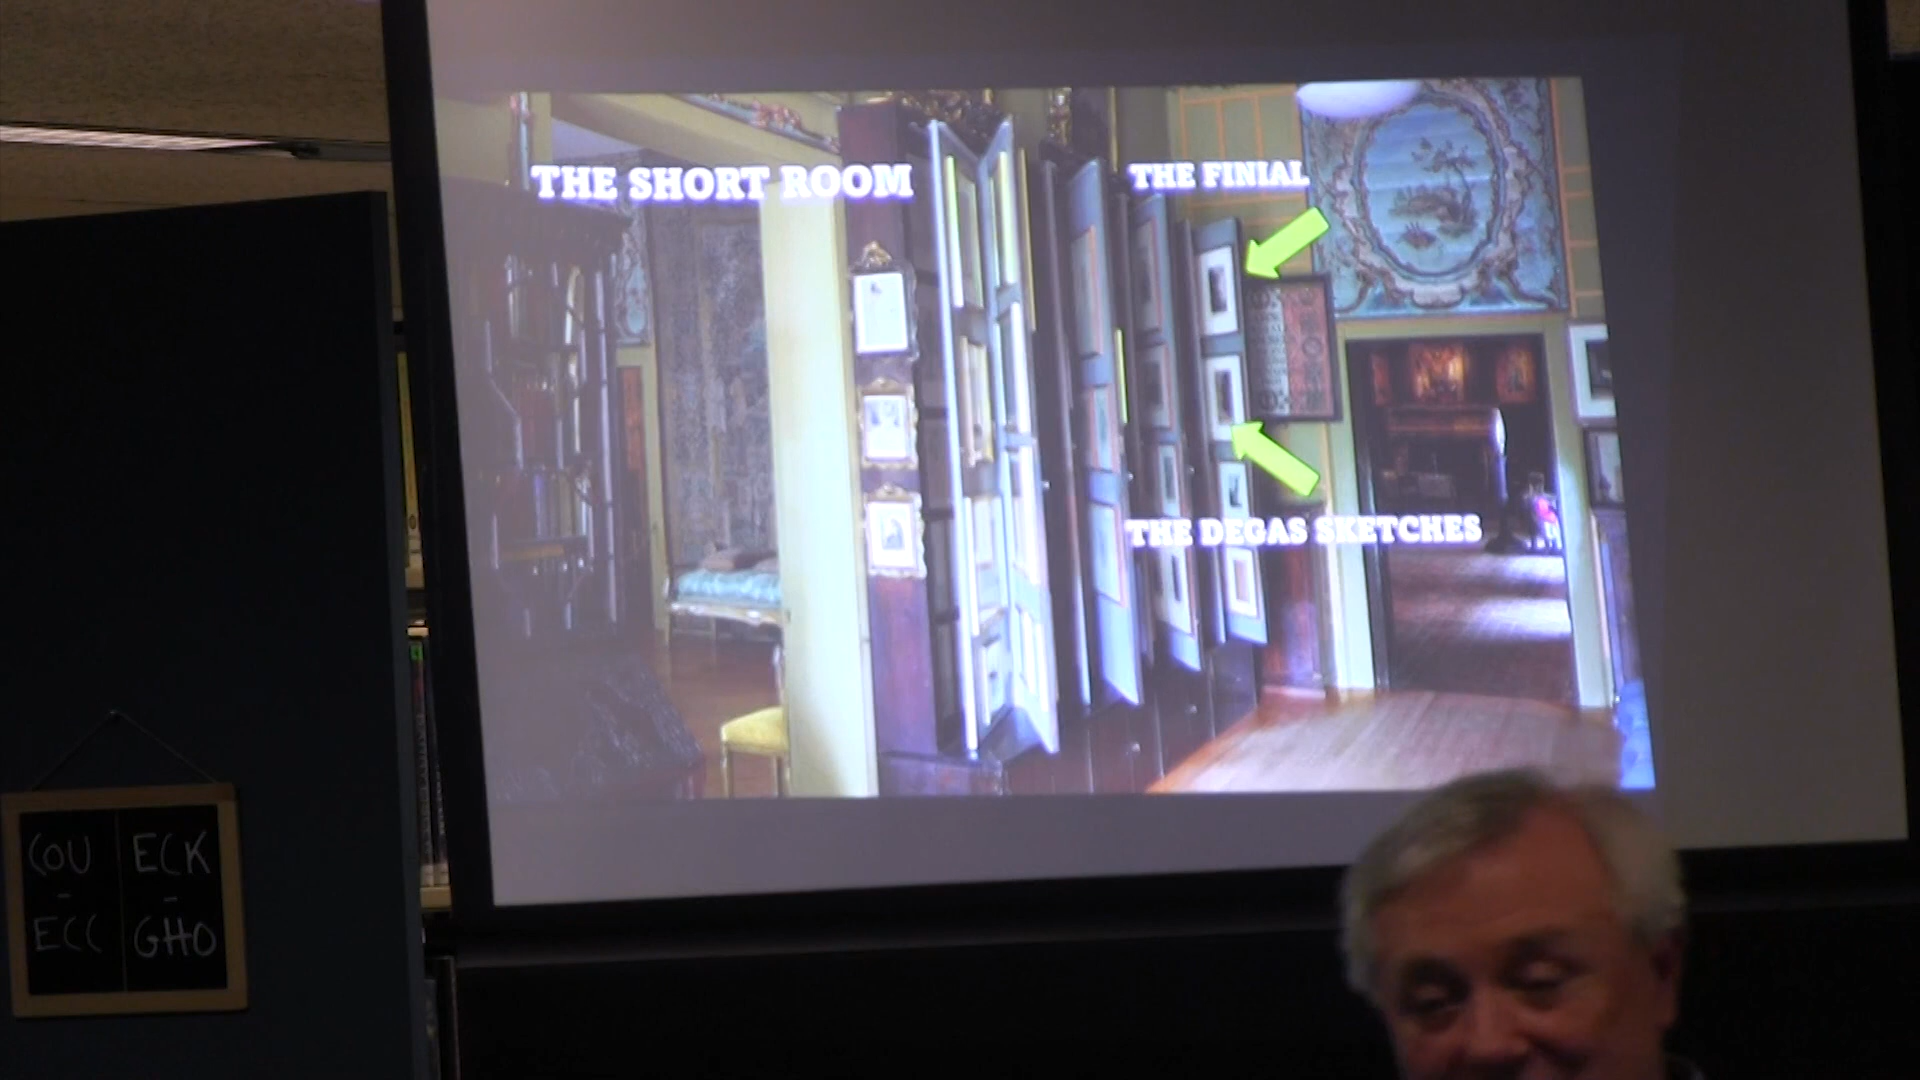 THE SHORT ROOM
THE FINIAL
THE DEGAS SKETCHES
COU
-
ECC
ECK
-
GHO